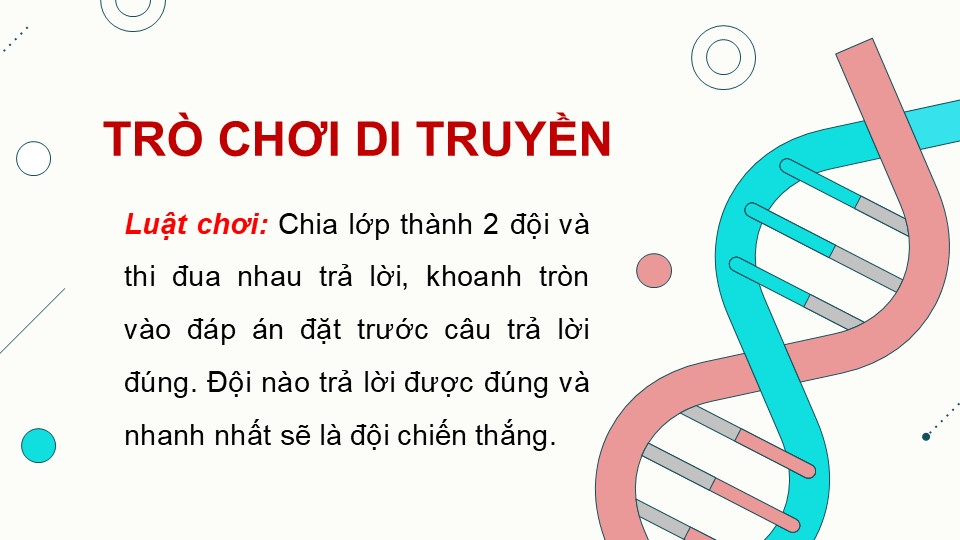 TRÒ CHƠI DI TRUYỀN
Luật chơi: Chia lớp thành 2 đội và
thi đua nhau trả lời, khoanh tròn
vào đáp án đặt trước câu trả lời
đúng. Đội nào trả lời được đúng và
nhanh nhất sẽ là đội chiến thắng.